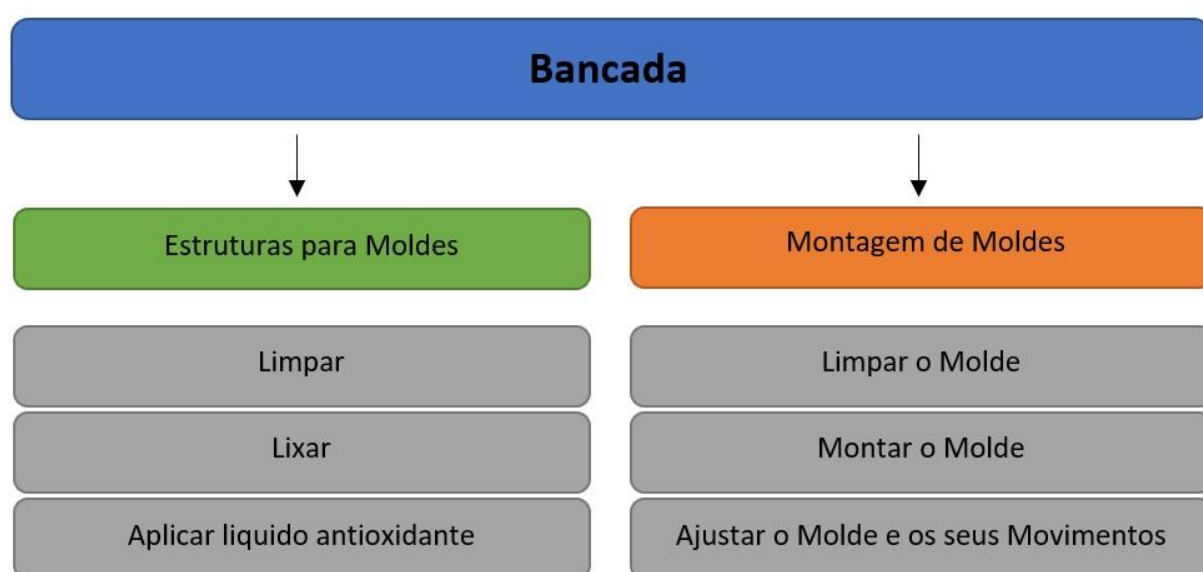 Bancada
Estruturas para Moldes
Montagem de Moldes
Limpar
Limpar o Molde
Lixar
Montar o Molde
Aplicar liquido antioxidante
Ajustar o Molde e os seus Movimentos